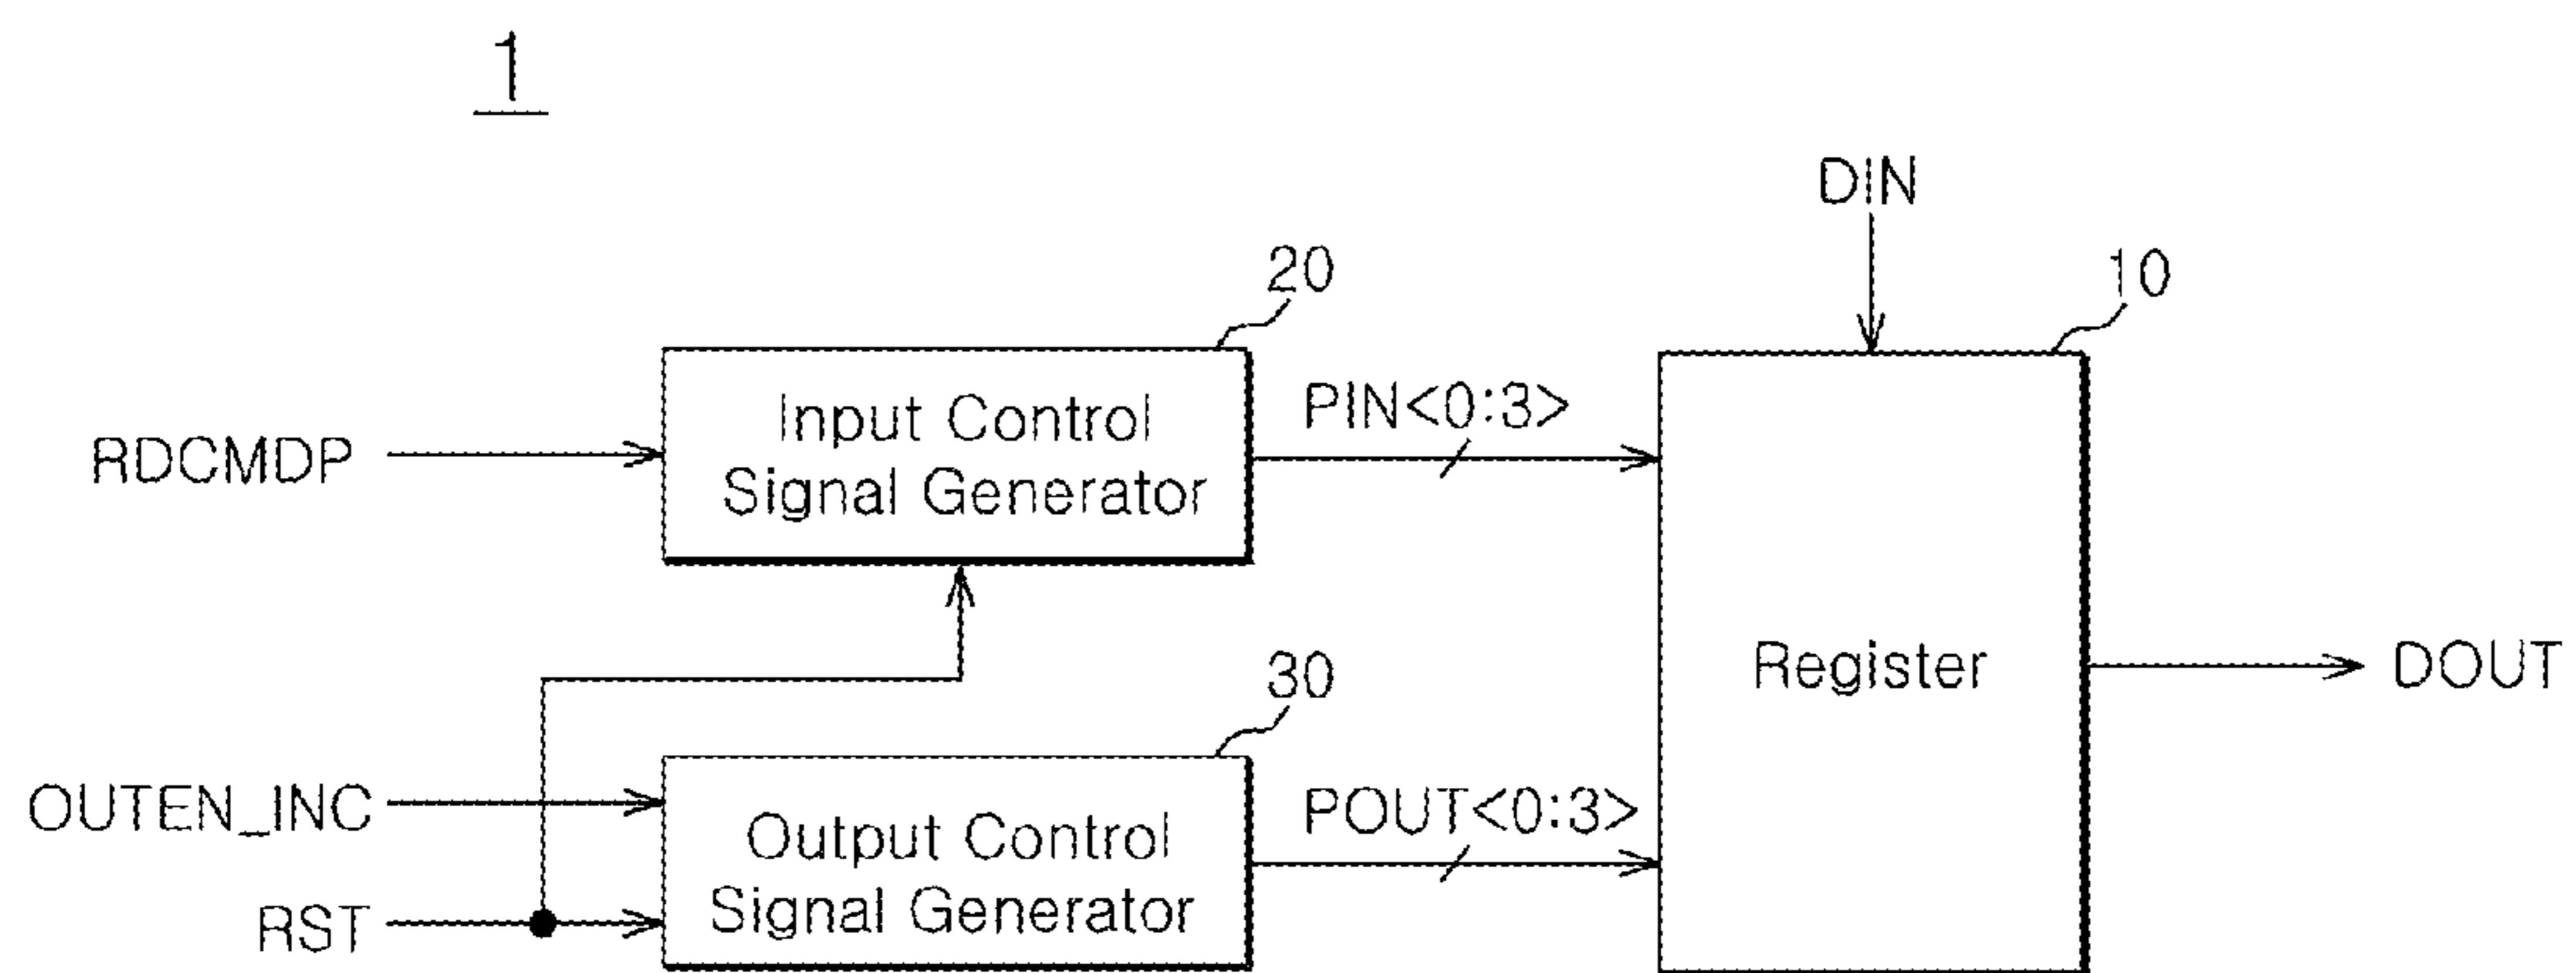 1
DIN
20
10
Input Control
Signal Generator
PIN<0:3>
RDCMDP
Register
DOUT
30
OUTEN_INC
Output Control
Signal Generator
POUT<0:3>
RST